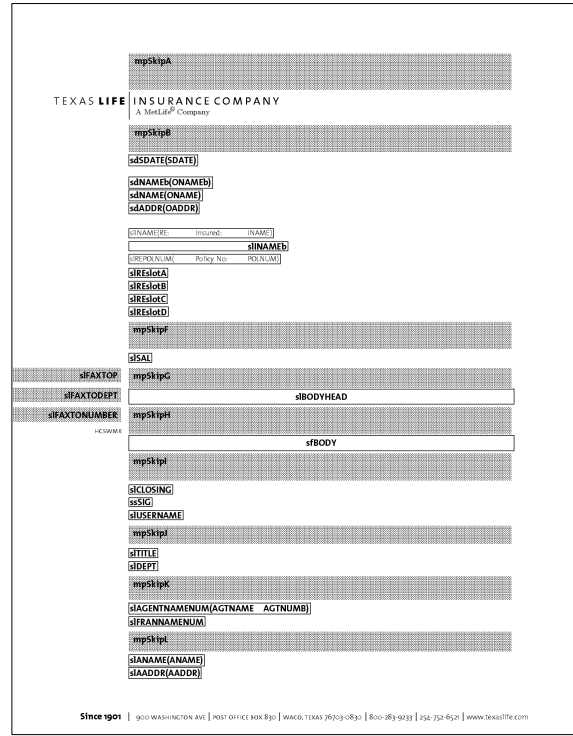 mpSkipA
TEXAS LIFE | INSURANCE COMPANY
A MetLife® Company
mpSkipB
sdSDATE(SDATE)
sdNAMEb(ONAMEb)
sdNAME(ONAME)
sdADDR(OADDR)
slINAME(RE: Insured: INAME)
slINAMEb
slREPOLNUM( Policy No: POLNUM)
slREslotA
slREslotB
slREslotC
slREslotD
mpSkipF
slSAL
slFAXTOP mpSkipG
slFAXTODEPT slBODYHEAD
slFAXTONUMBER mpSkipH
HCSWMR
sfBODY
mpSkipI
slCLOSING
ssSIG
slUSERNAME
mpSkipJ
slTITLE
slDEPT
mpSkipK
slAGENTNAMENUM(AGTNAME AGTNUMB)
slFRANNAMENUM
mpSkipL
slANAME(ANAME)
slAADDR(AADDR)
Since 1901 | 900 WASHINGTON AVE | POST OFFICE BOX 830 | WACO, TEXAS 76703-0830 | 800-283-9233 | 254-752-6521 | www.texaslife.com